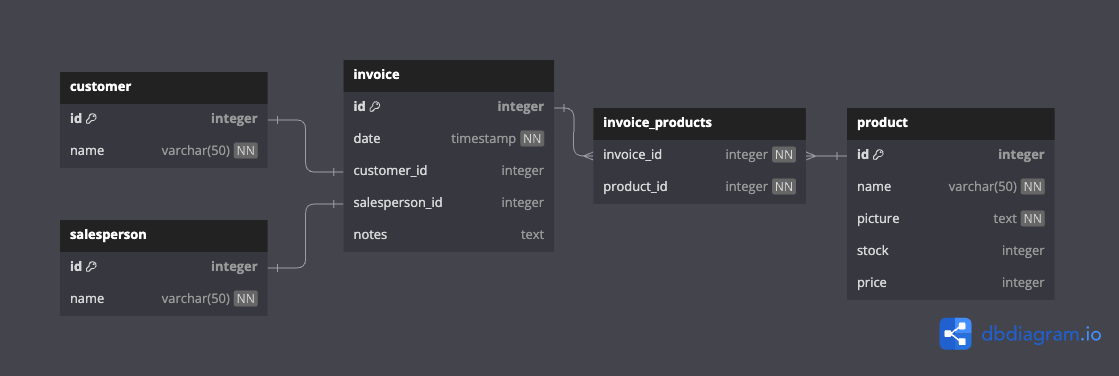 customer
id integer
name varchar(50) NN
salesperson
id integer
name varchar(50) NN
invoice
id integer
date timestamp NN
customer_id integer
salesperson_id integer
notes text
invoice_products
invoice_id integer NN
product_id integer NN
product
id integer
name varchar(50) NN
picture text NN
stock integer
price integer
dbdiagram.io